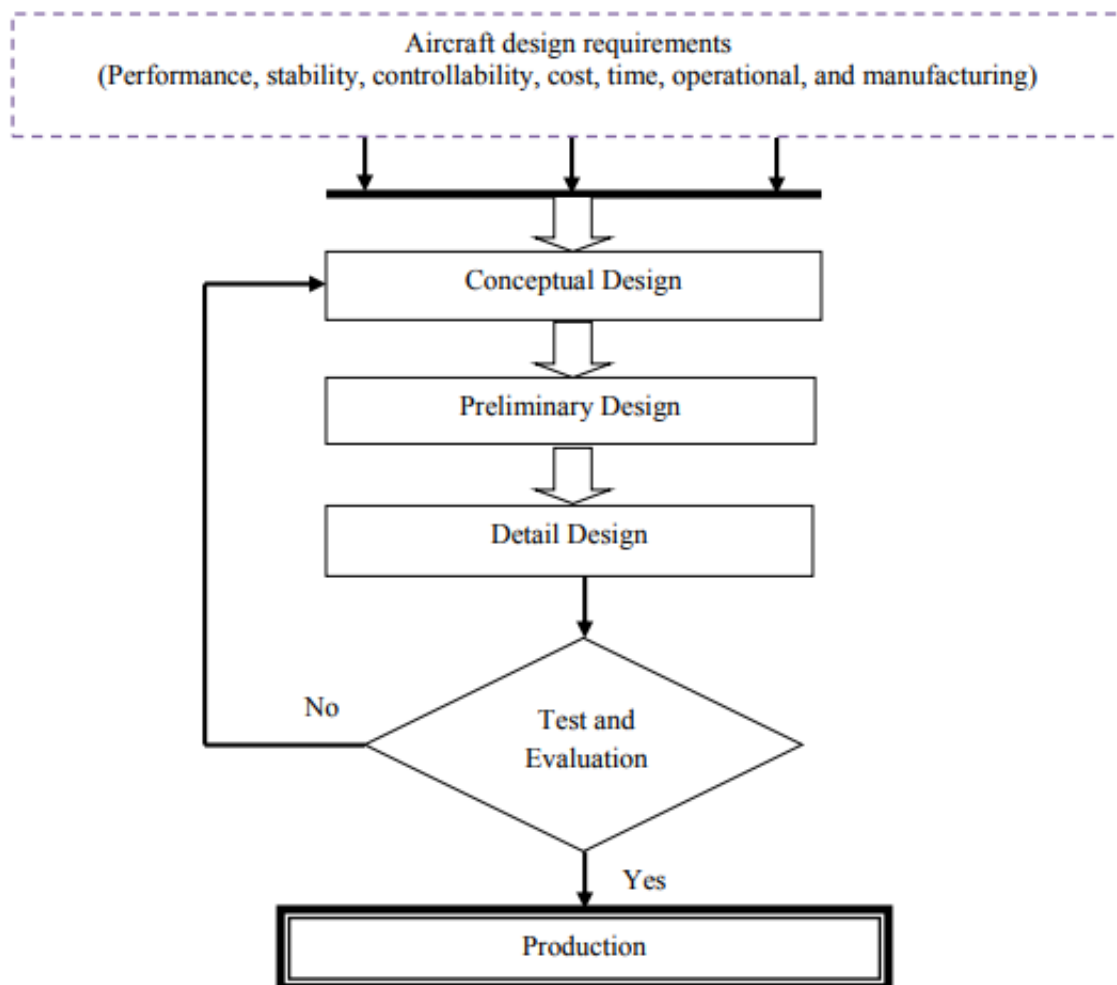 Aircraft design requirements
(Performance, stability, controllability, cost, time, operational, and manufacturing)
Conceptual Design
Preliminary Design
Detail Design
No
Test and
Evaluation
Yes
Production